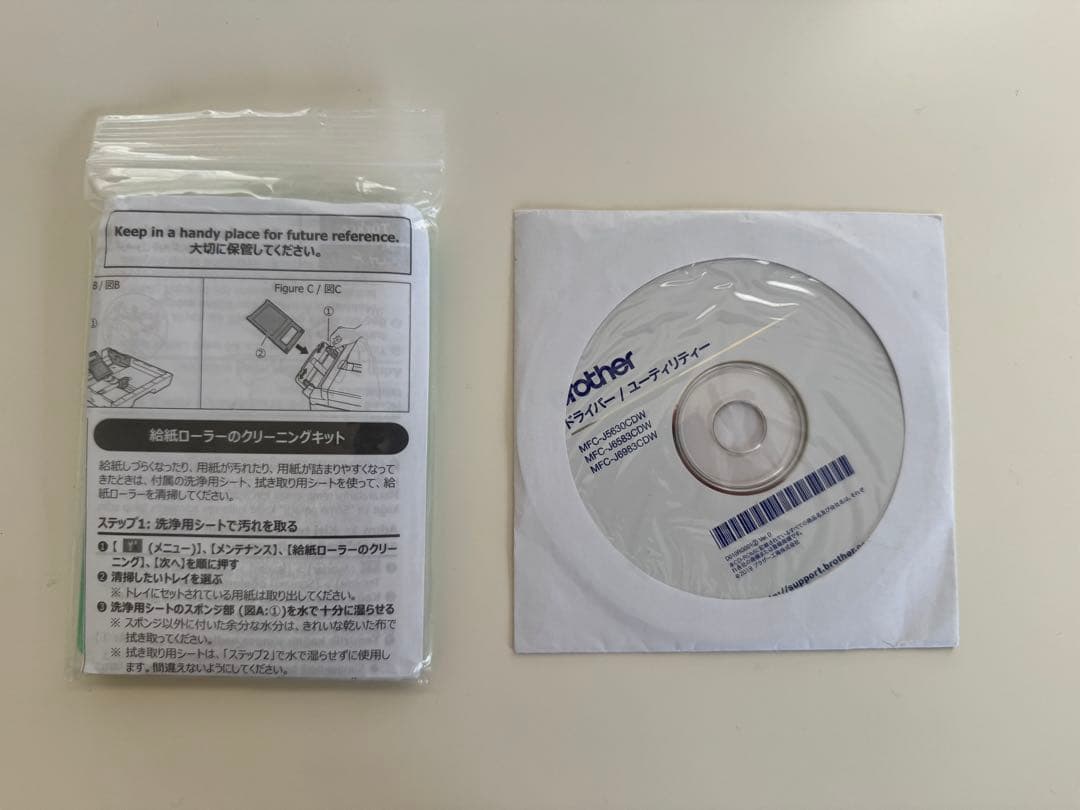 Keep in a handy place for future reference.
大切に保管してください。
B / 図B
Figure C / 図C
①
①
②
給紙ローラーのクリーニングキット
給紙しづらくなったり、用紙が汚れたり、用紙が詰まりやすくなって
きたときは、付属の洗浄用シート、拭き取り用シートを使って、給
紙ローラーを清掃してください。
ステップ1: 洗浄用シートで汚れを取る
❶【 (メニュー)】、【メンテナンス】、【給紙ローラーのクリー
ニング】、【次へ】を順に押す
❷ 清掃したいトレイを選ぶ
※ トレイにセットされている用紙は取り出してください。
❸ 洗浄用シートのスポンジ部 (図A:①)を水で十分に湿らせる
※ スポンジ以外に付いた余分な水分は、きれいな乾いた布で
拭き取ってください。
※ 拭き取り用シートは、「ステップ2」で水で湿らせずに使用し
ます。間違えないようにしてください。
brother
ドライバー / ユーティリティー
MFC-J5630CDW
MFC-J6583CDW
MFC-J6983CDW
Ver.D
://support.brother.